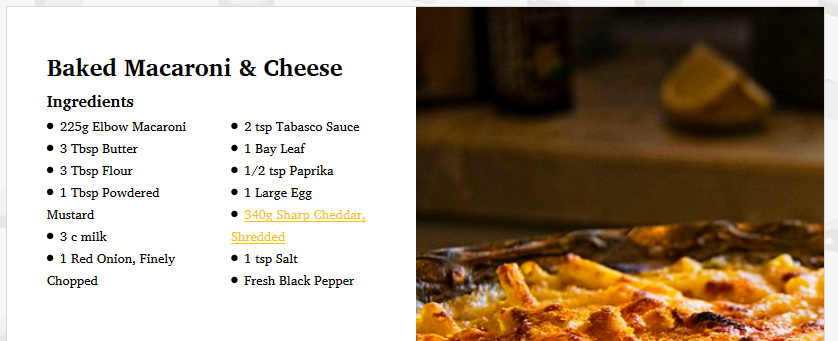 Baked Macaroni & Cheese
Ingredients
● 225g Elbow Macaroni
● 3 Tbsp Butter
● 3 Tbsp Flour
● 1 Tbsp Powdered
Mustard
● 3 c milk
● 1 Red Onion, Finely
Chopped
● 2 tsp Tabasco Sauce
● 1 Bay Leaf
● 1/2 tsp Paprika
● 1 Large Egg
● 340g Sharp Cheddar,
Shredded
● 1 tsp Salt
● Fresh Black Pepper